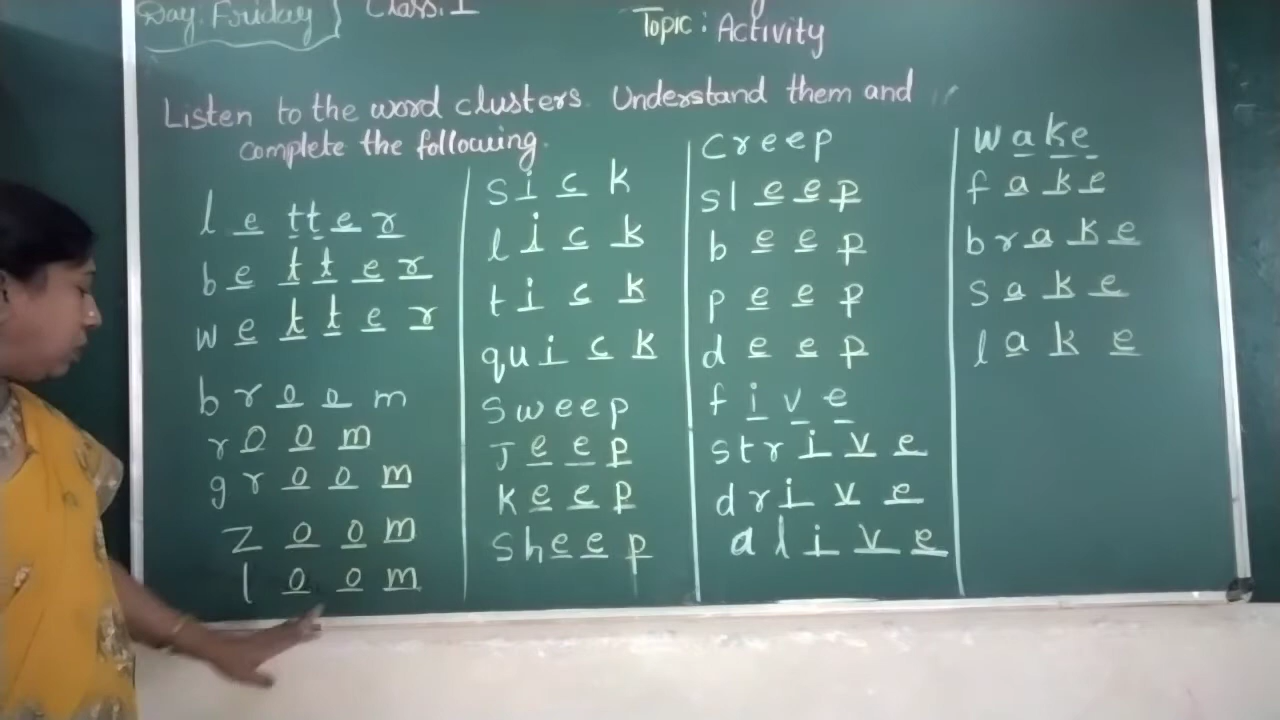 Day: Friday
Class: I
Topic: Activity
Listen to the word clusters. Understand them and
complete the following.
letter
better
wetter
broom
room
groom
zoom
loom
sick
lick
tick
quick
sweep
Jeep
keep
sheep
creep
sleep
beep
peep
deep
five
strive
drive
alive
wake
fake
brake
sake
lake